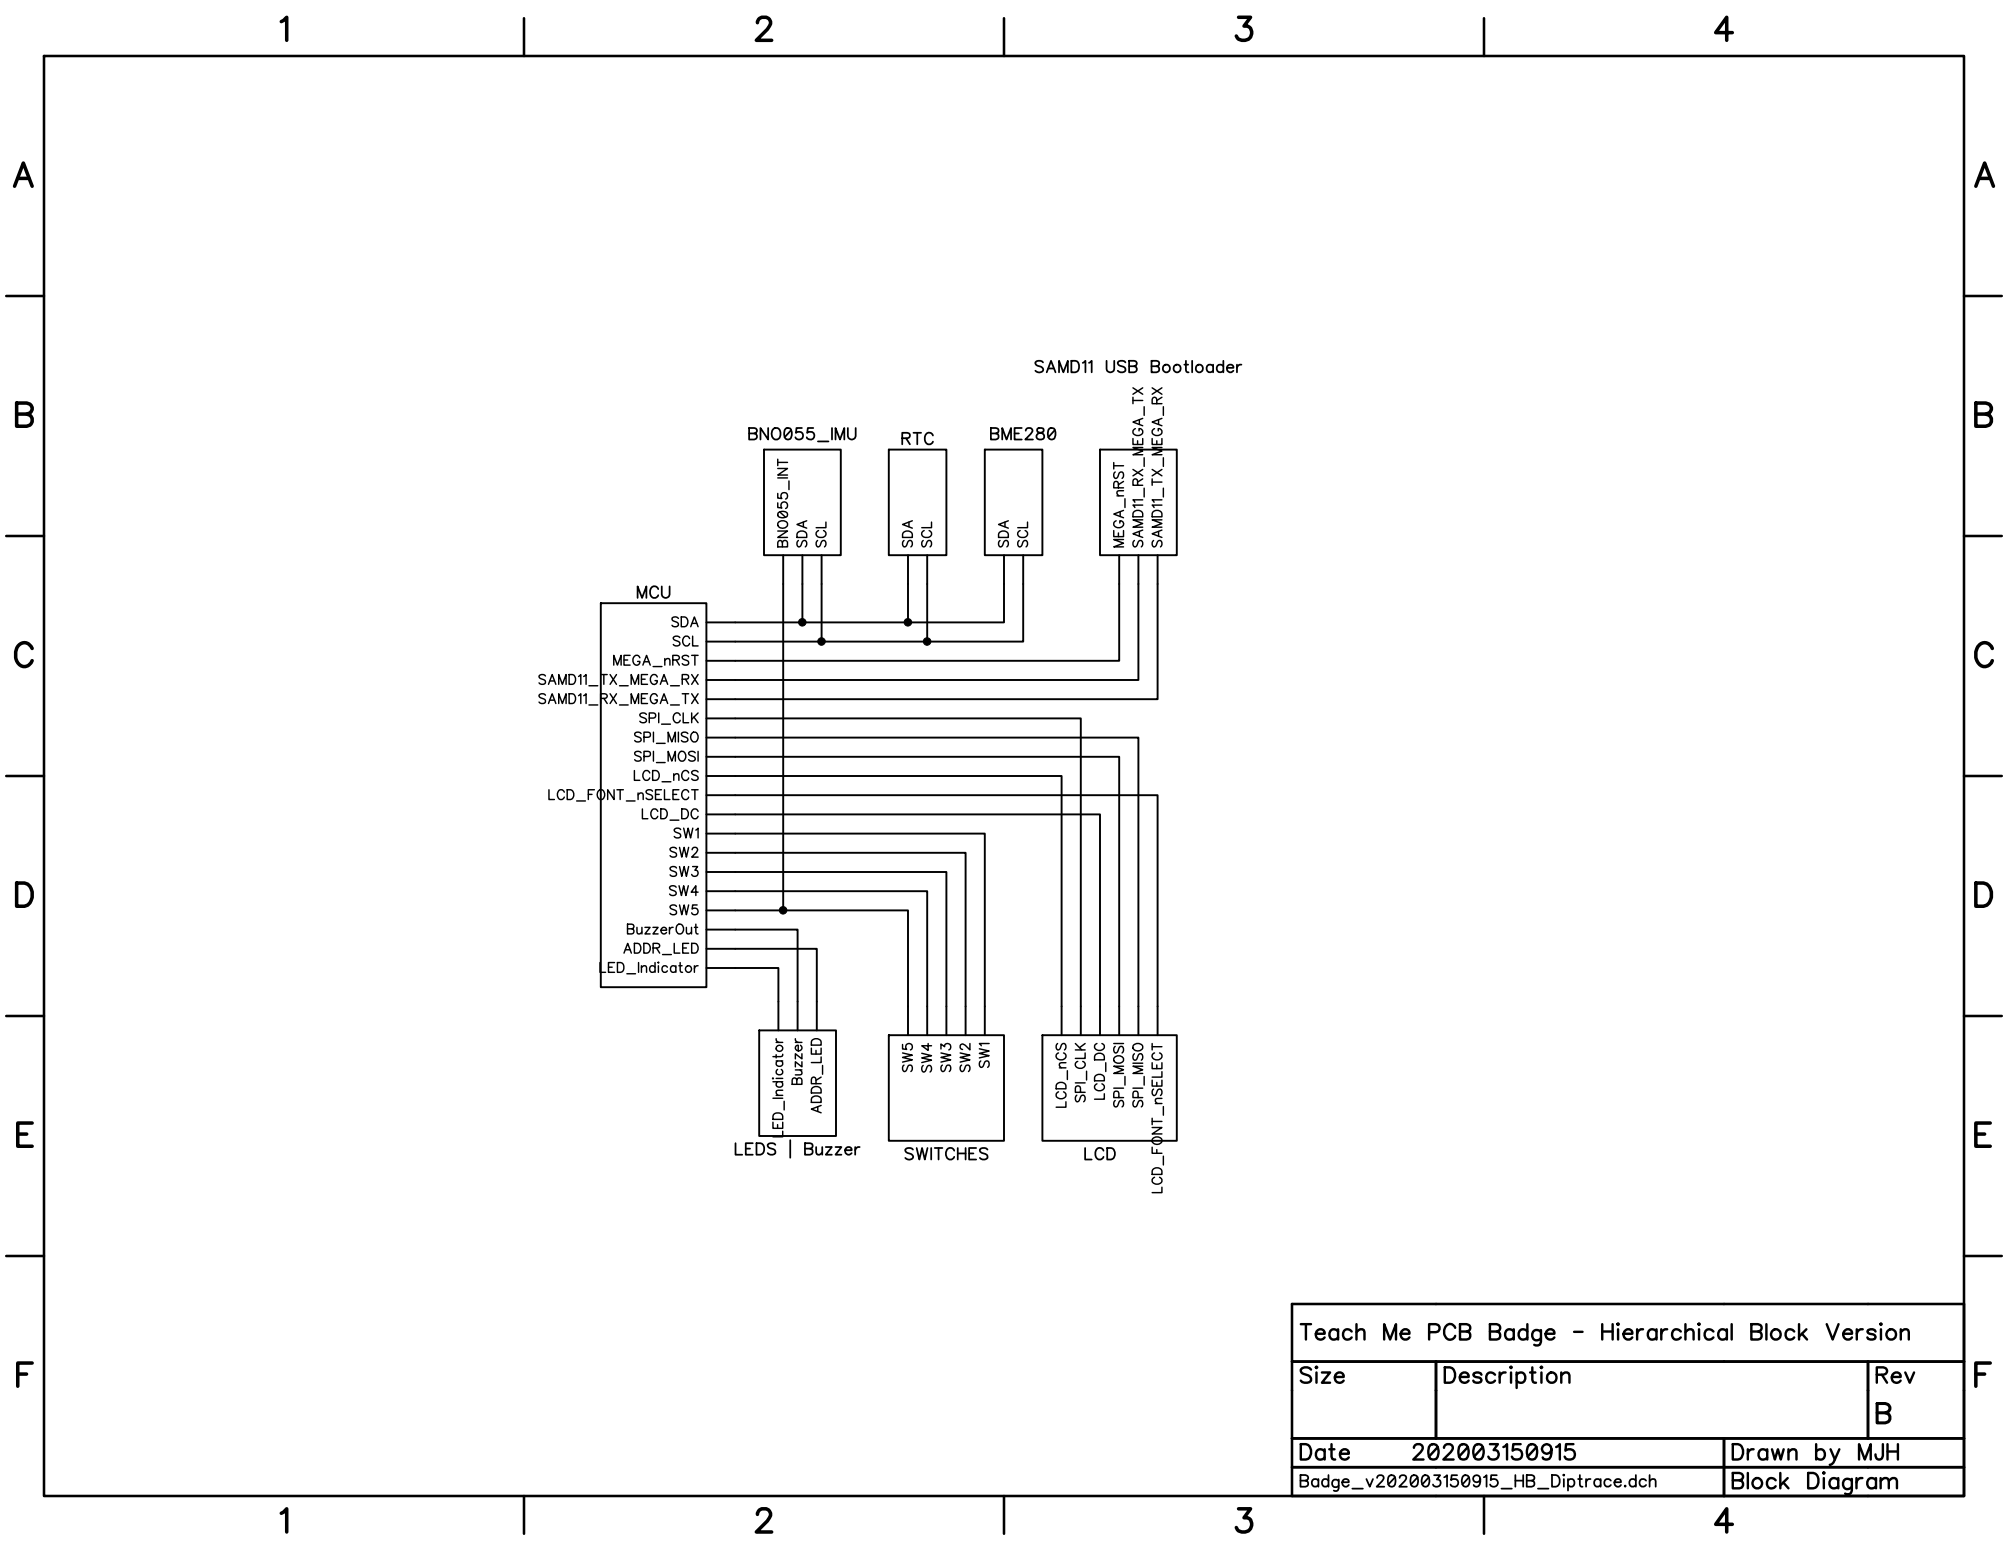 1 2 3 4
A A
SAMD11 USB Bootloader
B B
BNO055_IMU RTC BME280
BNO055_INT
SDA
SCL
SDA
SCL
SDA
SCL
MEGA_nRST
SAMD11_RX_MEGA_TX
SAMD11_TX_MEGA_RX
MCU
SDA
SCL
C C
MEGA_nRST
SAMD11_TX_MEGA_RX
SAMD11_RX_MEGA_TX
SPI_CLK
SPI_MISO
SPI_MOSI
LCD_nCS
LCD_FONT_nSELECT
LCD_DC
SW1
SW2
SW3
D D
SW4
SW5
BuzzerOut
ADDR_LED
LED_Indicator
LED_Indicator
Buzzer
ADDR_LED
SW5
SW4
SW3
SW2
SW1
LCD_nCS
SPI_CLK
LCD_DC
SPI_MOSI
SPI_MISO
LCD_FONT_nSELECT
E E
LEDS | Buzzer SWITCHES LCD
Teach Me PCB Badge - Hierarchical Block Version
F F
Size Description Rev
B
Date 202003150915 Drawn by MJH
Badge_v202003150915_HB_Diptrace.dch Block Diagram
1 2 3 4